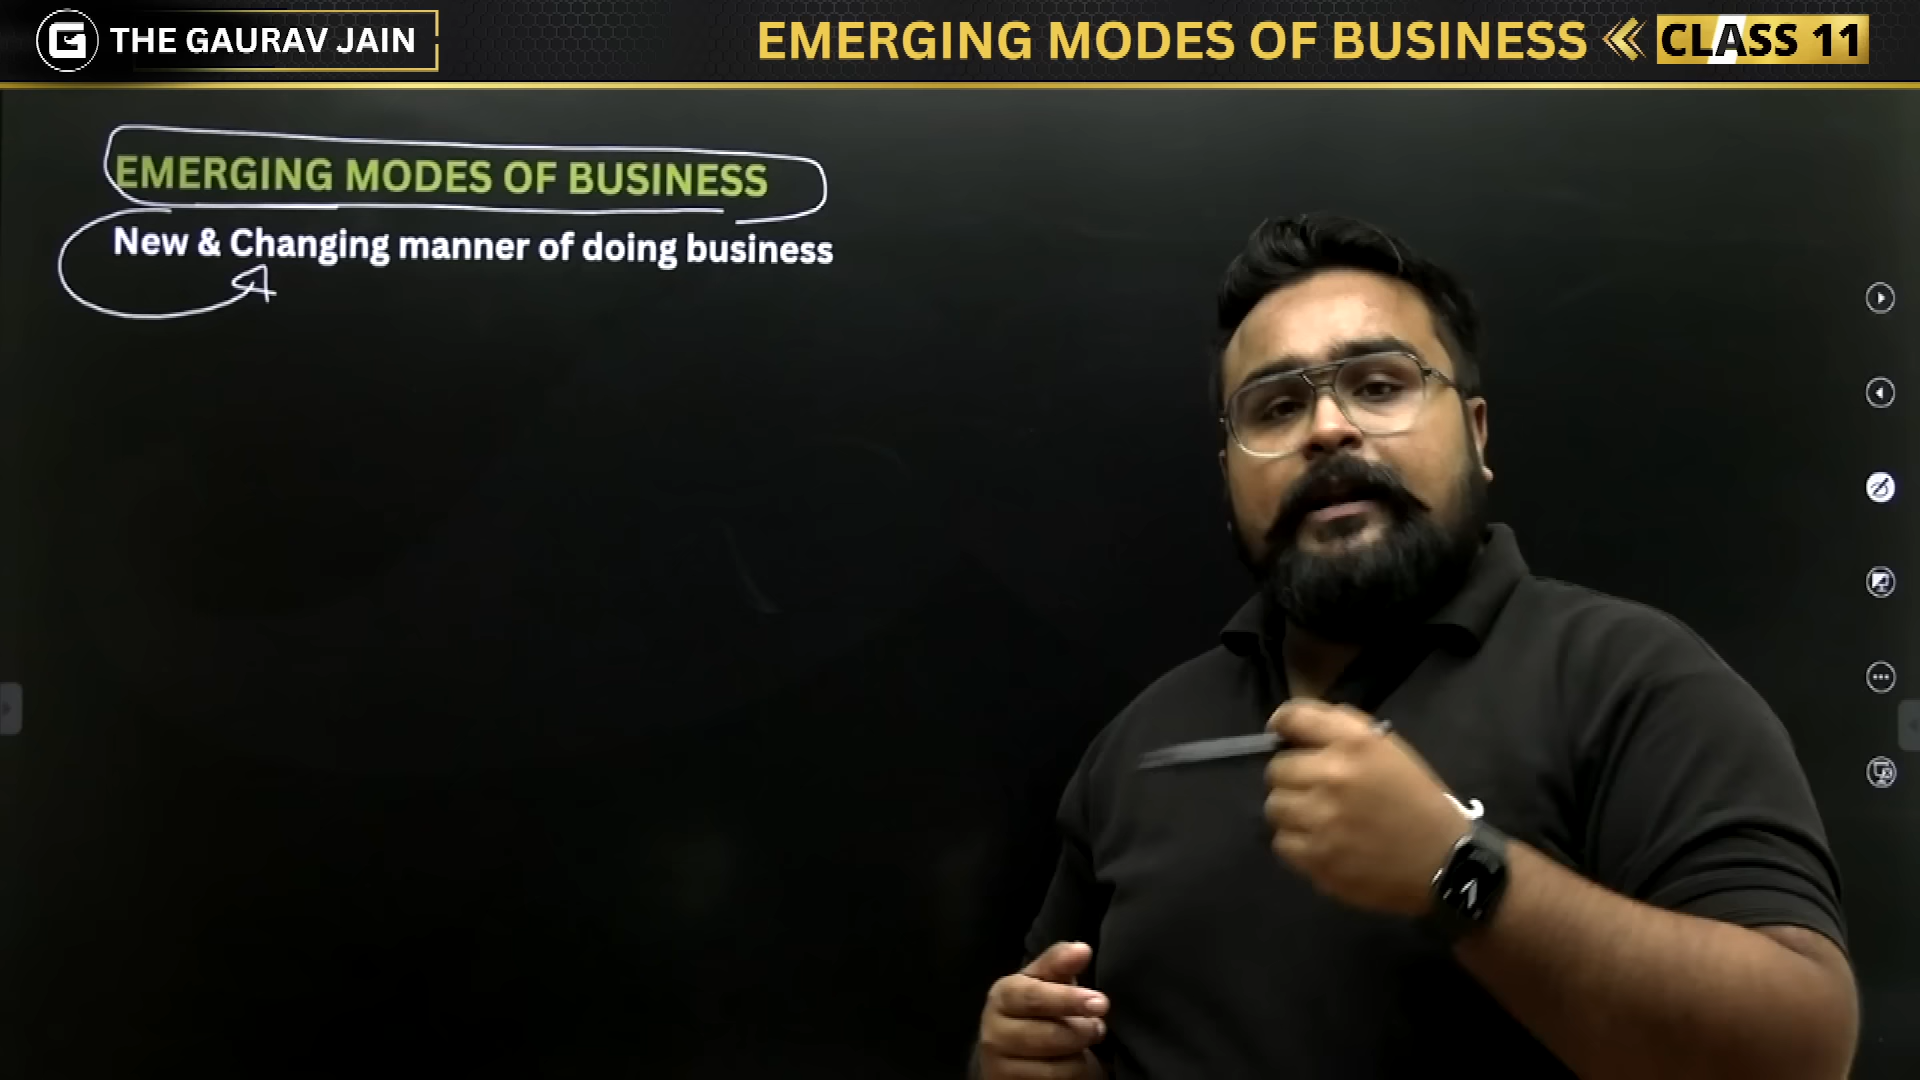 THE GAURAV JAIN
EMERGING MODES OF BUSINESS
CLASS 11
EMERGING MODES OF BUSINESS
New & Changing manner of doing business